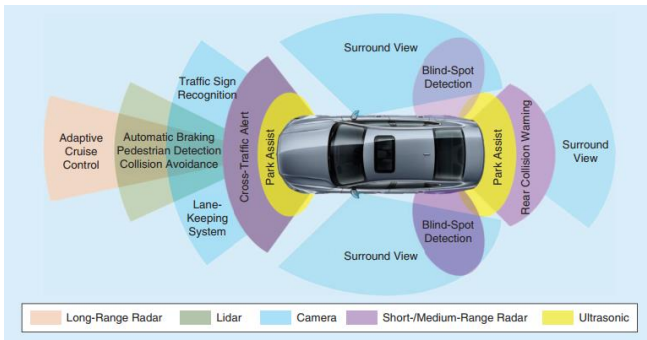 Surround View
Traffic Sign
Recognition
Blind-Spot
Detection
Adaptive
Cruise
Control
Automatic Braking
Pedestrian Detection
Collision Avoidance
Cross-Traffic Alert
Park Assist
Park Assist
Rear Collision Warning
Surround
View
Lane-
Keeping
System
Blind-Spot
Detection
Surround View
Long-Range Radar
Lidar
Camera
Short-/Medium-Range Radar
Ultrasonic